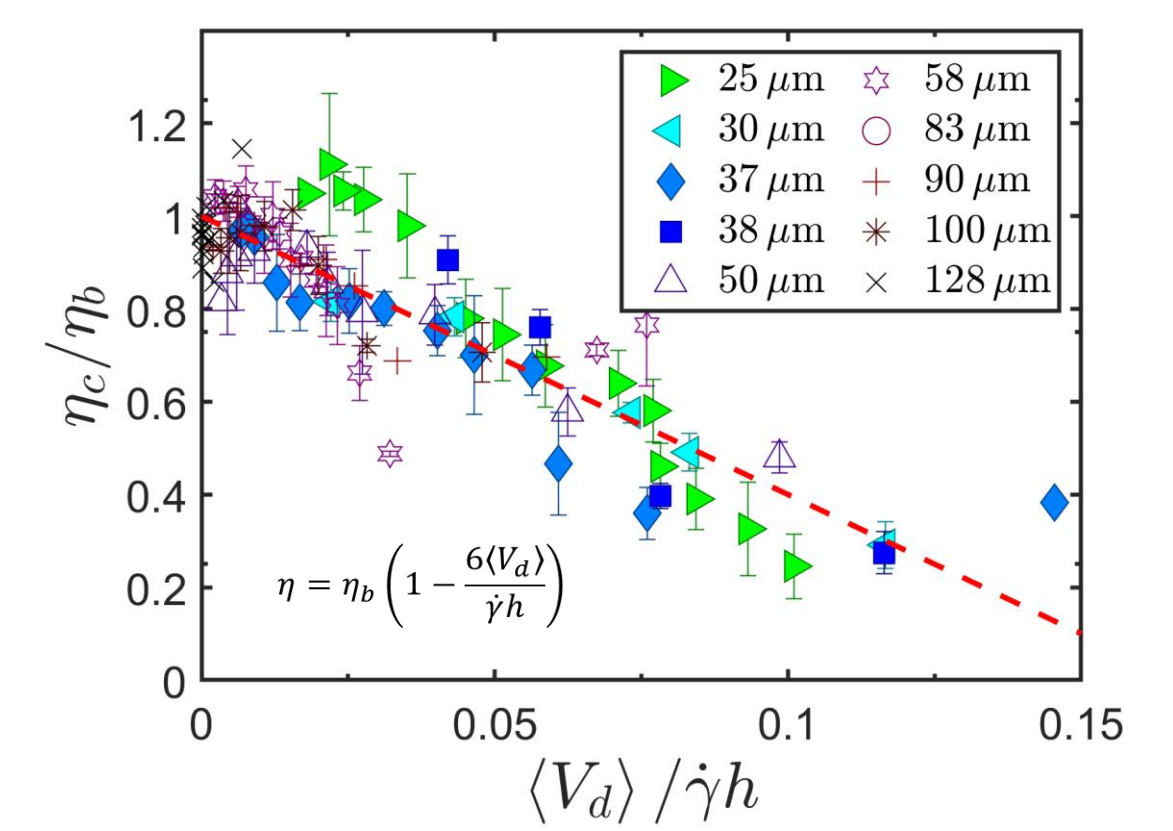 η_c/η_b
1.2
1
0.8
0.6
0.4
0.2
0
25 μm
30 μm
37 μm
38 μm
50 μm
58 μm
83 μm
90 μm
100 μm
128 μm
η = η_b (1 − 6⟨V_d⟩/γ̇h)
0 0.05 0.1 0.15
⟨V_d⟩ /γ̇h